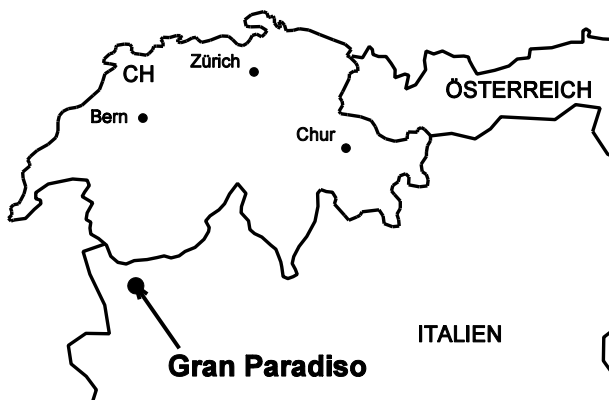 Zürich
CH
ÖSTERREICH
Bern
Chur
ITALIEN
Gran Paradiso